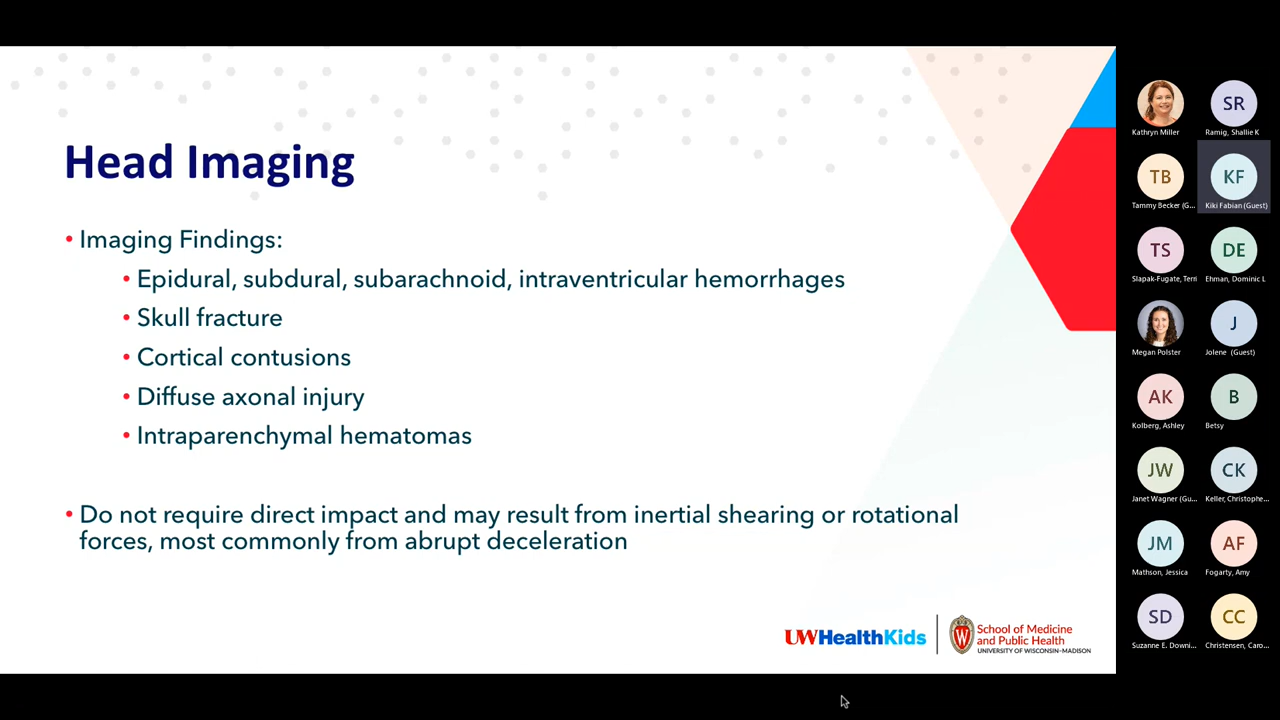 Head Imaging
• Imaging Findings:
• Epidural, subdural, subarachnoid, intraventricular hemorrhages
• Skull fracture
• Cortical contusions
• Diffuse axonal injury
• Intraparenchymal hematomas
• Do not require direct impact and may result from inertial shearing or rotational
forces, most commonly from abrupt deceleration
UWHealthKids
School of Medicine
and Public Health
UNIVERSITY OF WISCONSIN-MADISON
Kathryn Miller
SR
Ramig, Shallie K
TB
Tammy Becker (G...
KF
Kiki Fabian (Guest)
TS
Slapak-Fugate, Terri
DE
Ehman, Dominic L
Megan Polster
J
Jolene (Guest)
AK
Kolberg, Ashley
B
Betsy
JW
Janet Wagner (Gu...
CK
Keller, Christophe...
JM
Mathson, Jessica
AF
Fogarty, Amy
SD
Suzanne E. Downi...
CC
Christensen, Caro...